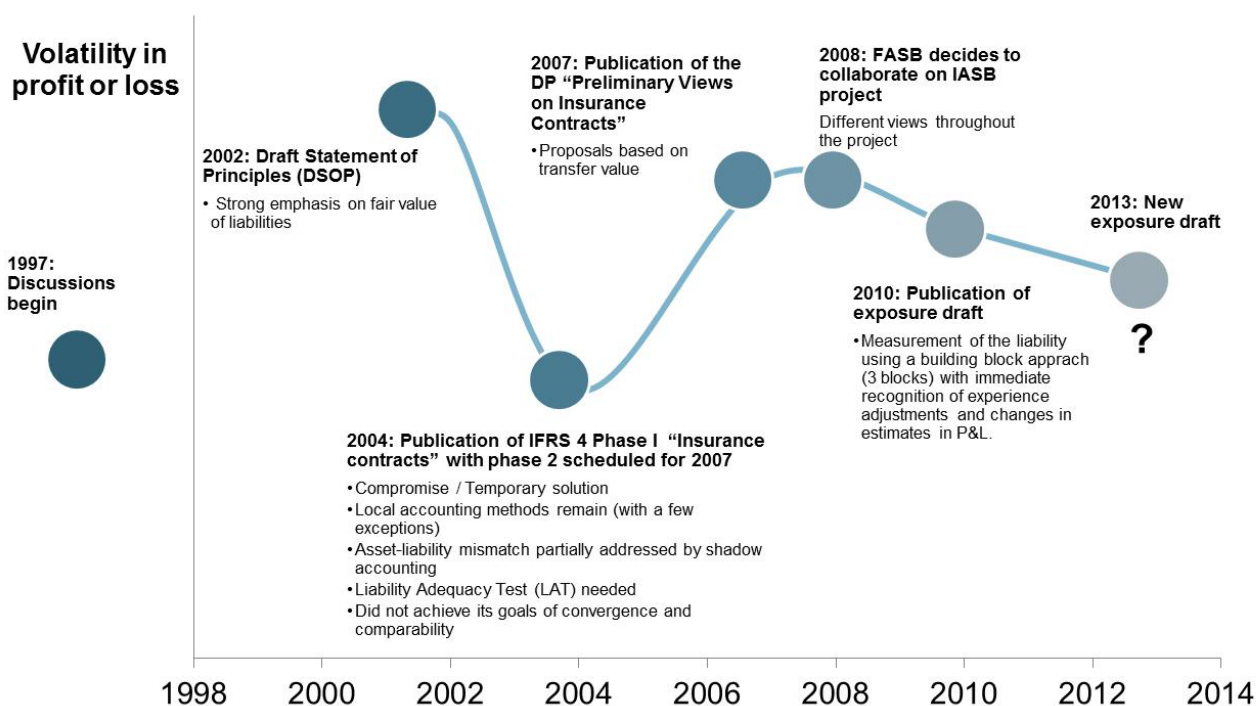 Volatility in
profit or loss
1997:
Discussions
begin
2002: Draft Statement of
Principles (DSOP)
• Strong emphasis on fair value
of liabilities
2004: Publication of IFRS 4 Phase I "Insurance
contracts" with phase 2 scheduled for 2007
•Compromise / Temporary solution
•Local accounting methods remain (with a few
exceptions)
•Asset-liability mismatch partially addressed by shadow
accounting
•Liability Adequacy Test (LAT) needed
•Did not achieve its goals of convergence and
comparability
2007: Publication of the
DP “Preliminary Views
on Insurance
Contracts”
•Proposals based on
transfer value
2008: FASB decides to
collaborate on IASB
project
Different views throughout
the project
2010: Publication of
exposure draft
•Measurement of the liability
using a building block apprach
(3 blocks) with immediate
recognition of experience
adjustments and changes in
estimates in P&L.
2013: New
exposure draft
?
1998 2000 2002 2004 2006 2008 2010 2012 2014